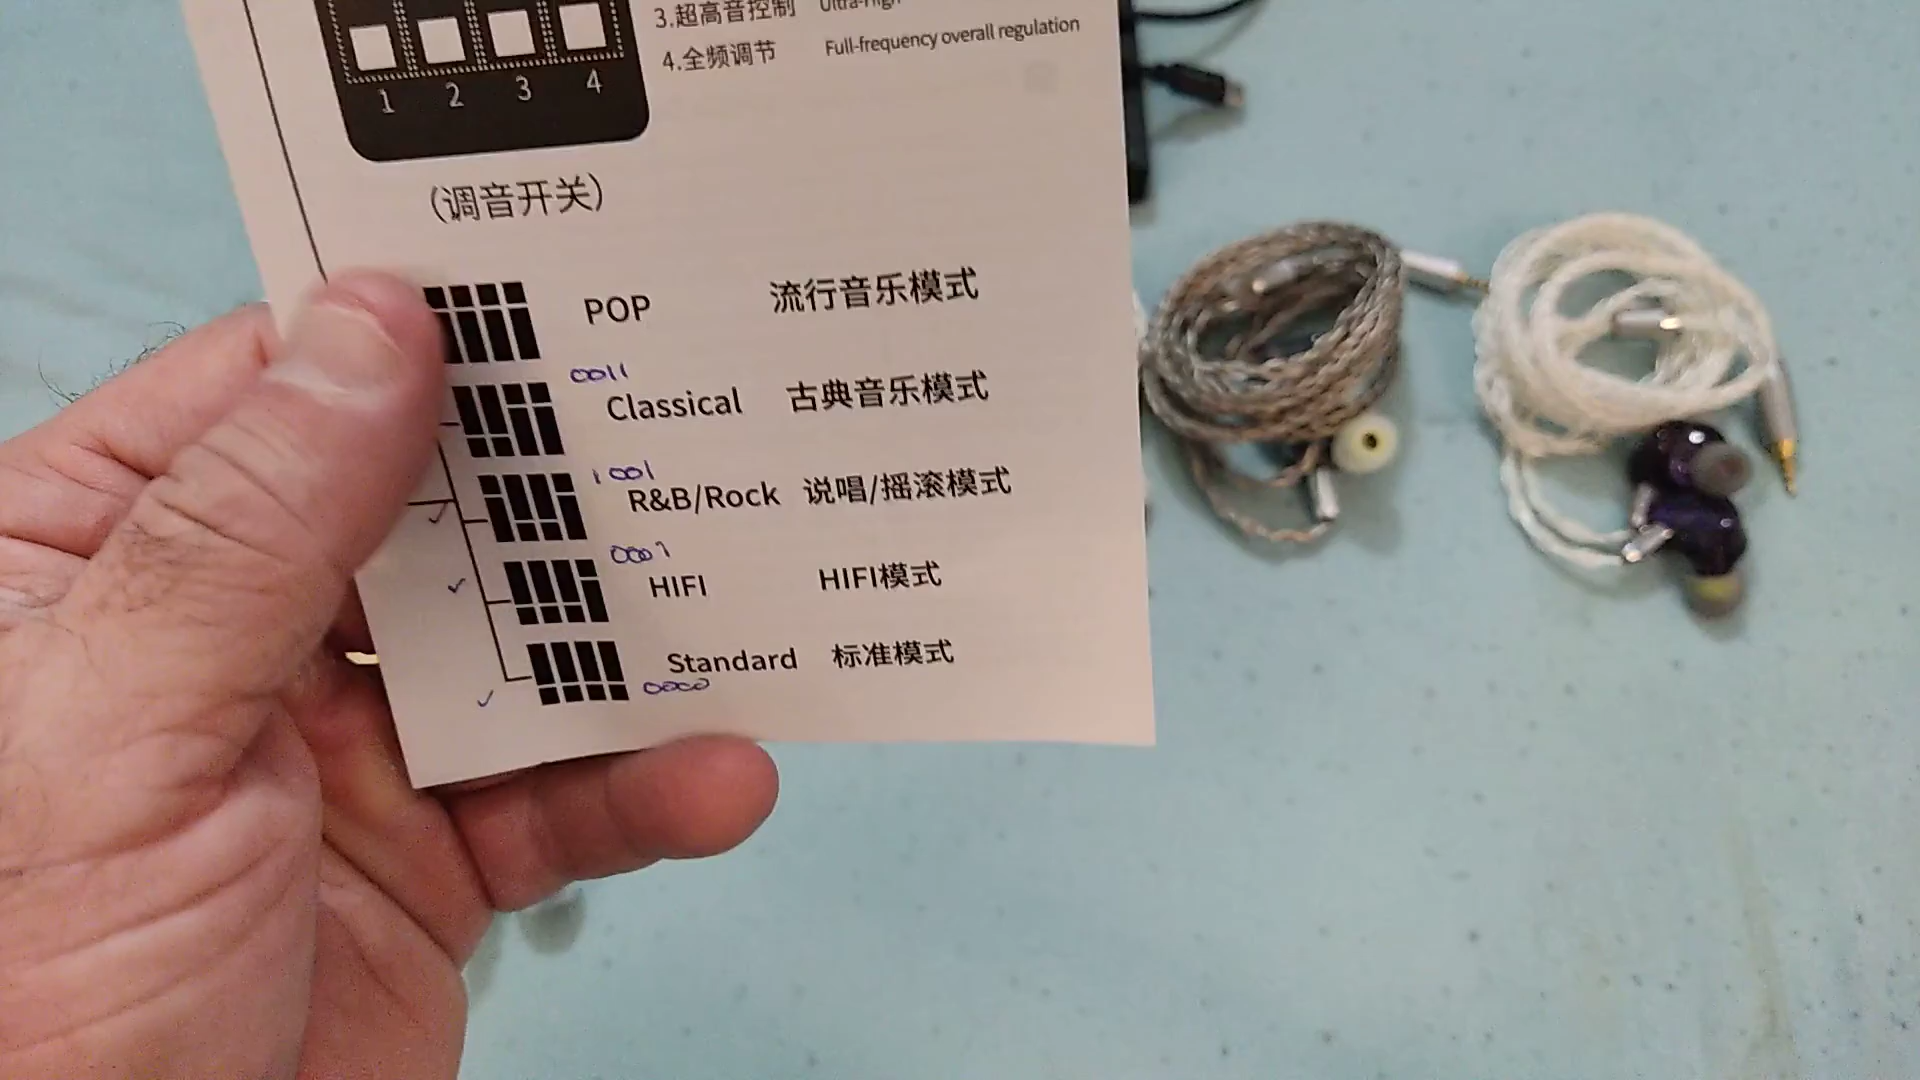 3.超高音控制 Ultra-High
4.全频调节 Full-frequency overall regulation
1 2 3 4
(调音开关)
POP 流行音乐模式
0011
Classical 古典音乐模式
1001
R&B/Rock 说唱/摇滚模式
0001
HIFI HIFI模式
Standard 标准模式
0000